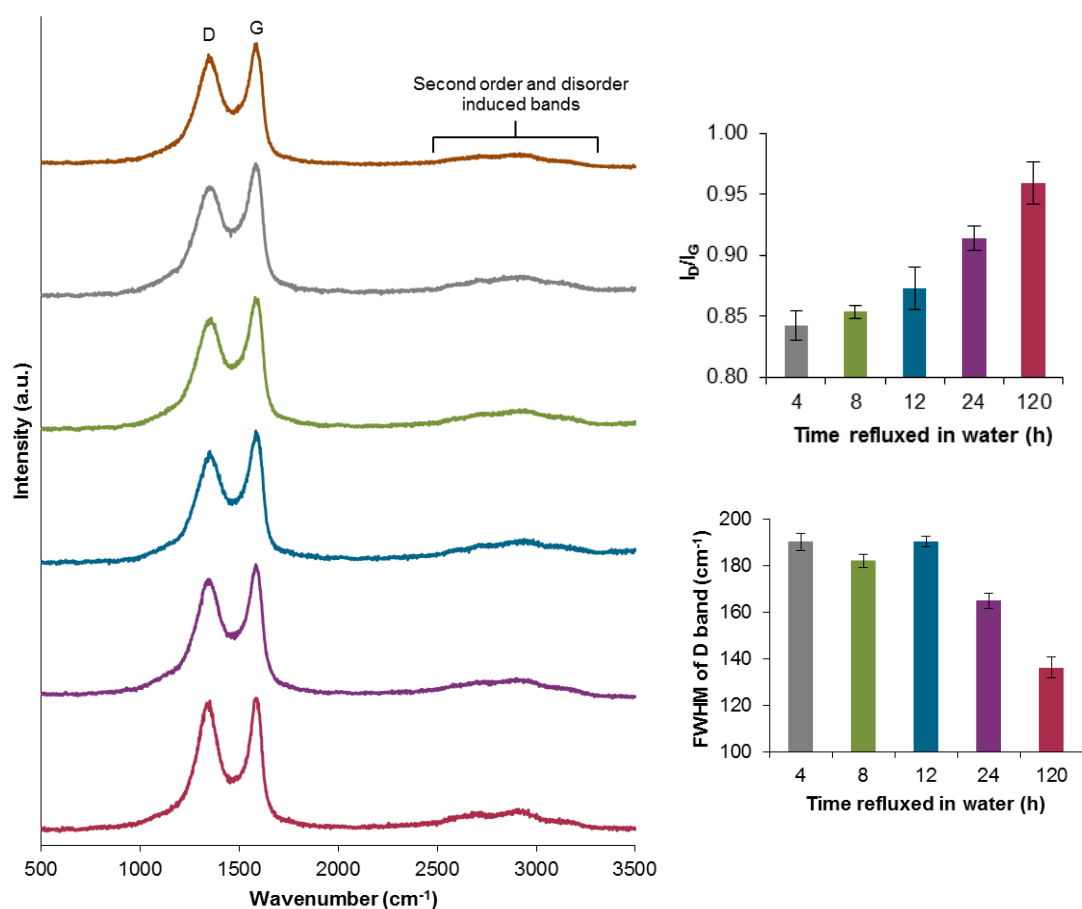 D
G
Second order and disorder
induced bands
Intensity (a.u.)
500
1000
1500
2000
2500
3000
3500
Wavenumber (cm⁻¹)
1.00
0.95
0.90
0.85
0.80
I_D/I_G
4
8
12
24
120
Time refluxed in water (h)
200
180
160
140
120
100
FWHM of D band (cm⁻¹)
4
8
12
24
120
Time refluxed in water (h)